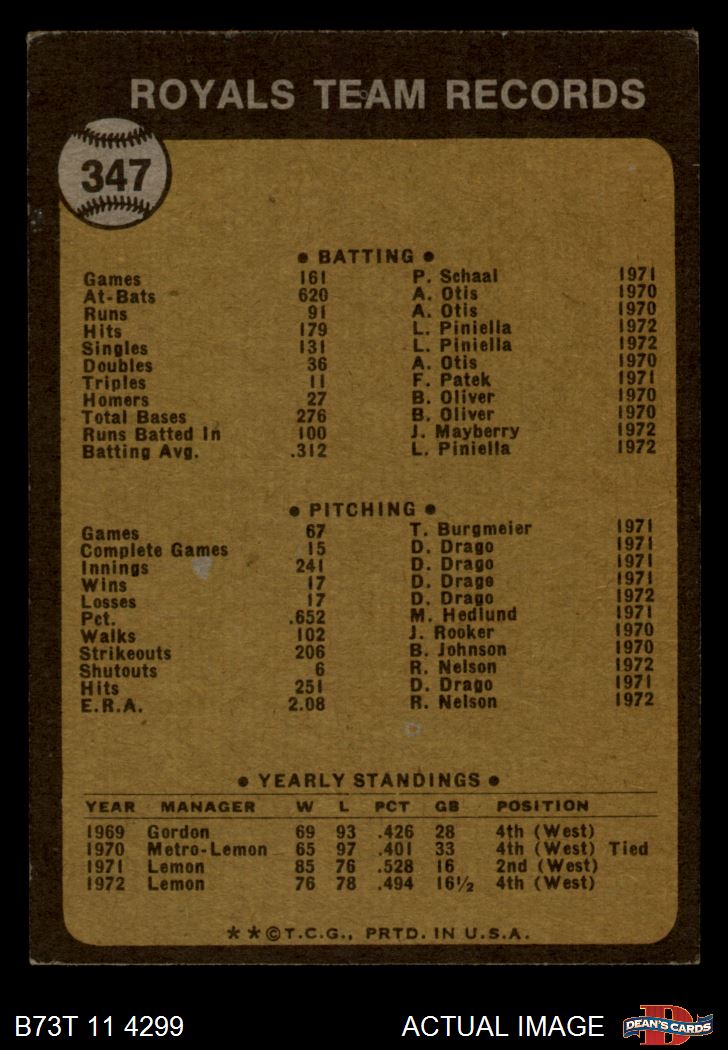 ROYALS TEAM RECORDS
347
• BATTING •
Games 161 P. Schaal 1971
At-Bats 620 A. Otis 1970
Runs 91 A. Otis 1970
Hits 179 L. Piniella 1972
Singles 131 L. Piniella 1972
Doubles 36 A. Otis 1970
Triples 11 F. Patek 1971
Homers 27 B. Oliver 1970
Total Bases 276 B. Oliver 1970
Runs Batted In 100 J. Mayberry 1972
Batting Avg. .312 L. Piniella 1972
• PITCHING •
Games 67 T. Burgmeier 1971
Complete Games 15 D. Drago 1971
Innings 241 D. Drago 1971
Wins 17 D. Drago 1971
Losses 17 D. Drago 1972
Pct. .652 M. Hedlund 1971
Walks 102 J. Rooker 1970
Strikeouts 206 B. Johnson 1970
Shutouts 6 R. Nelson 1972
Hits 251 D. Drago 1971
E.R.A. 2.08 R. Nelson 1972
• YEARLY STANDINGS •
YEAR MANAGER W L PCT GB POSITION
1969 Gordon 69 93 .426 28 4th (West)
1970 Metro-Lemon 65 97 .401 33 4th (West) Tied
1971 Lemon 85 76 .528 16 2nd (West)
1972 Lemon 76 78 .494 16½ 4th (West)
★★©T.C.G., PRTD. IN U.S.A.
B73T 11 4299 ACTUAL IMAGE
D
DEAN'S CARDS